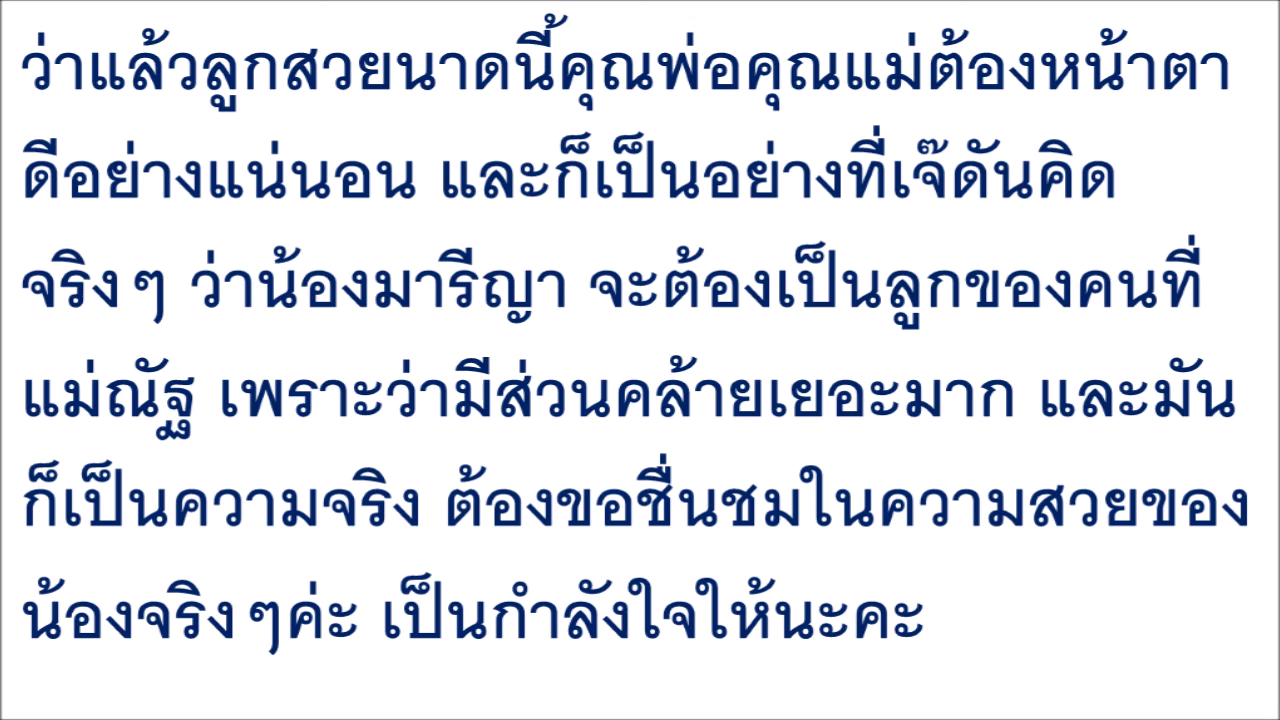 ว่าแล้วลูกสวยนาดนี้คุณพ่อคุณแม่ต้องหน้าตา
ดีอย่างแน่นอน และก็เป็นอย่างที่เจ๊ดันคิด
จริงๆ ว่าน้องมารีญา จะต้องเป็นลูกของคนที่
แม่ณัฐ เพราะว่ามีส่วนคล้ายเยอะมาก และมัน
ก็เป็นความจริง ต้องขอชื่นชมในความสวยของ
น้องจริงๆค่ะ เป็นกำลังใจให้นะคะ